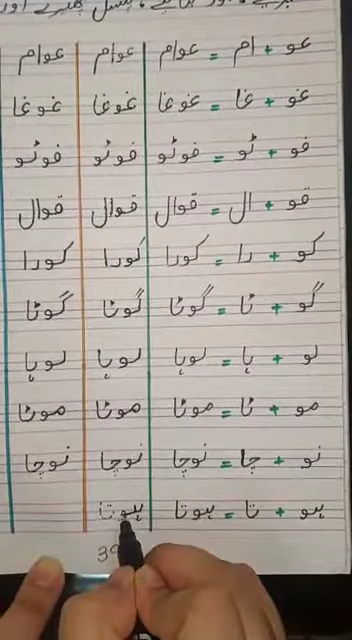 عو + ام = عوام عوام عوام
غو + غا = غوغا غوغا غوغا
فو + ٹو = فوٹو فوٹو فوٹو
قو + ال = قوال قوال قوال
کو + را = کورا کورا کورا
گو + ٹا = گوٹا گوٹا گوٹا
لو + ہا = لوہا لوہا لوہا
مو + ٹا = موٹا موٹا موٹا
نو + چا = نوچا نوچا نوچا
ہو + تا = ہوتا ہوتا